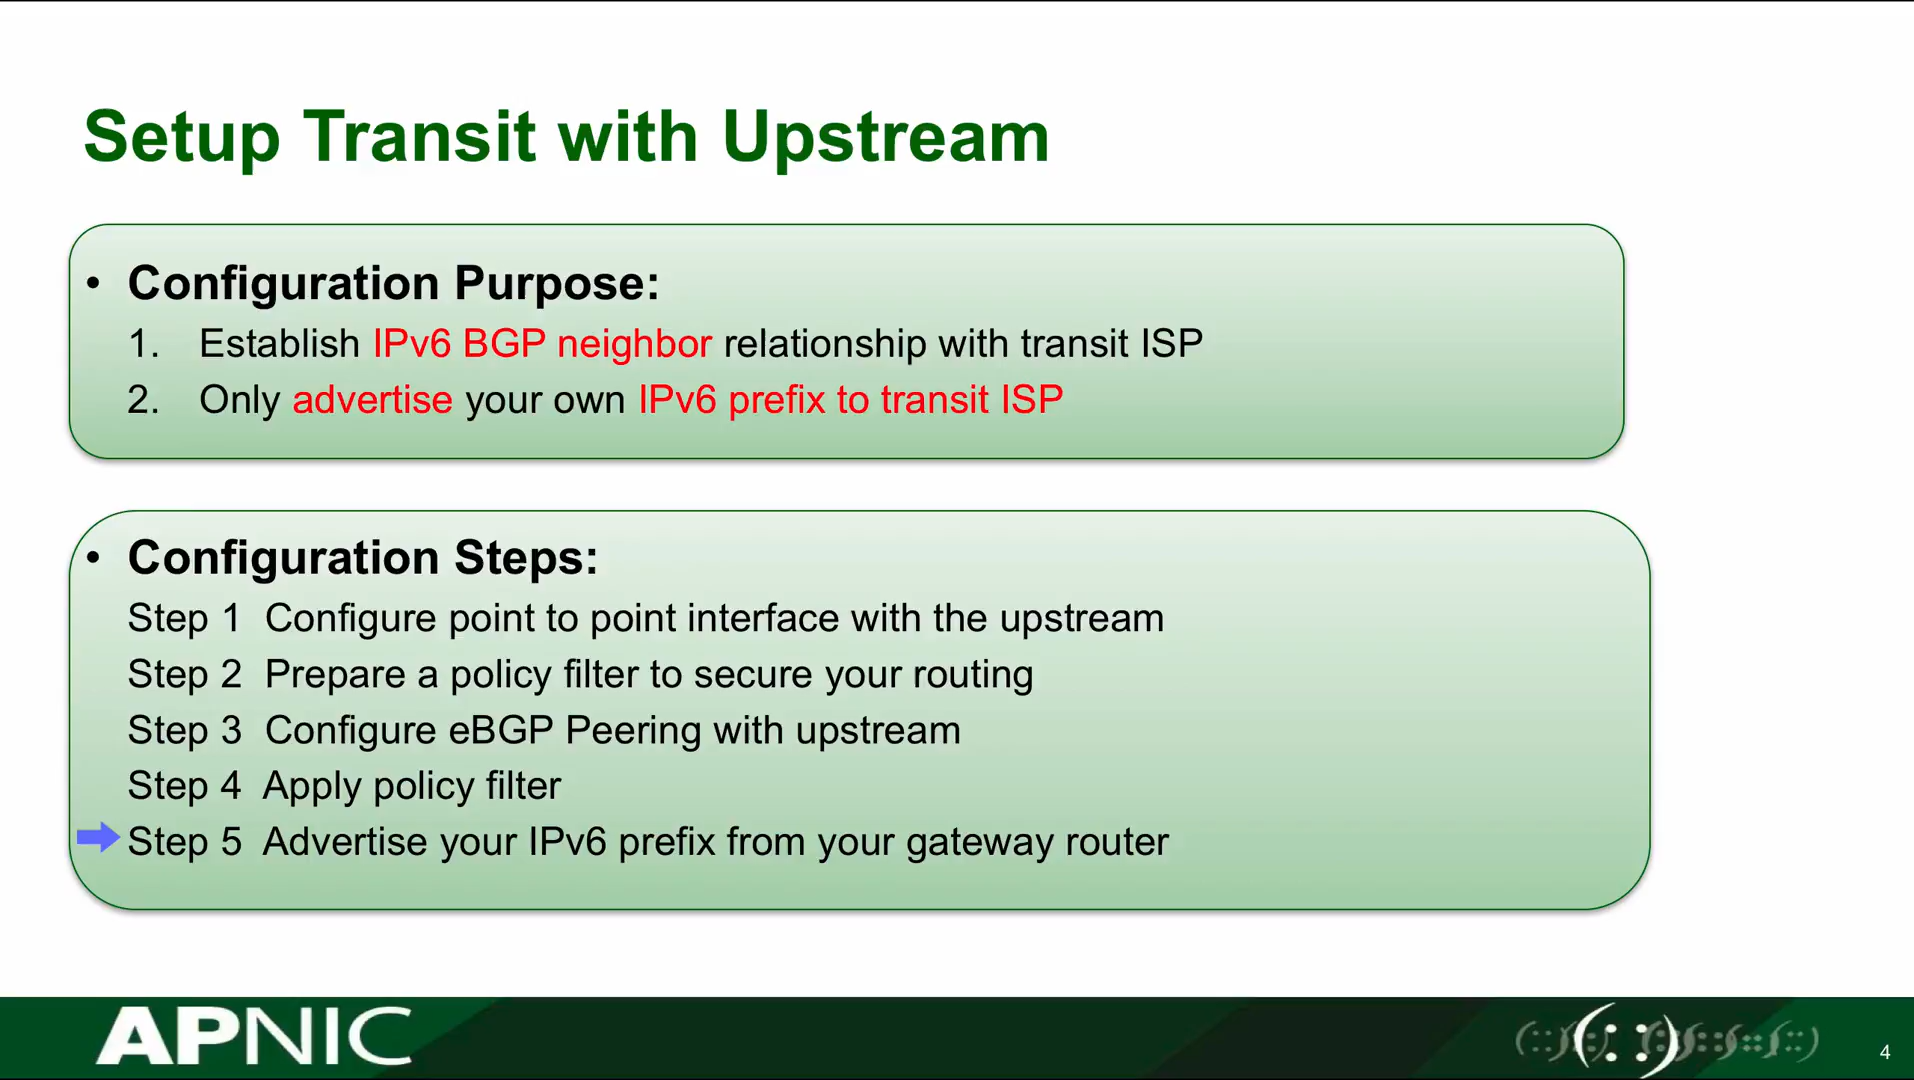 Setup Transit with Upstream
• Configuration Purpose:
1. Establish IPv6 BGP neighbor relationship with transit ISP
2. Only advertise your own IPv6 prefix to transit ISP
• Configuration Steps:
Step 1 Configure point to point interface with the upstream
Step 2 Prepare a policy filter to secure your routing
Step 3 Configure eBGP Peering with upstream
Step 4 Apply policy filter
Step 5 Advertise your IPv6 prefix from your gateway router
APNIC
(::)
4